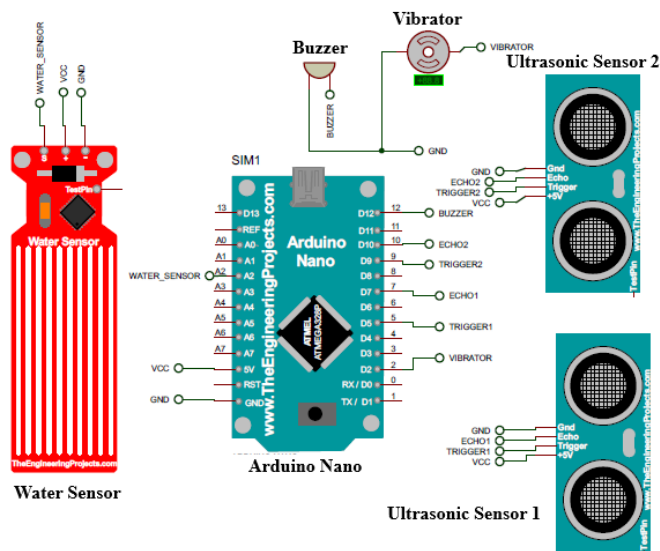 WATER_SENSOR
VCC
GND
S
+
-
TestPin
Water Sensor
www.TheEngineeringProjects.com
TheEngineeringProjects.com
Water Sensor
Buzzer
BUZZER
Vibrator
VIBRATOR
+88.8
GND
SIM1
www.TheEngineeringProjects.com
Arduino
Nano
ATMEL
ATMEGA328P
13 D13
REF
A0 A0
A1 A1
WATER_SENSOR A2 A2
A3 A3
A4 A4
A5 A5
A6 A6
A7 A7
VCC 5V
RST
GND GND
D12 12 BUZZER
D11 11
D10 10 ECHO2
D9 9 TRIGGER2
D8 8
D7 7 ECHO1
D6 6
D5 5 TRIGGER1
D4 4
D3 3
D2 2 VIBRATOR
RX / D0 0
TX / D1 1
Arduino Nano
Ultrasonic Sensor 2
GND Gnd
ECHO2 Echo
TRIGGER2 Trigger
VCC +5V
www.TheEngineeringProjects.com
TestPin
GND Gnd
ECHO1 Echo
TRIGGER1 Trigger
VCC +5V
www.TheEngineeringProjects.com
TestPin
Ultrasonic Sensor 1